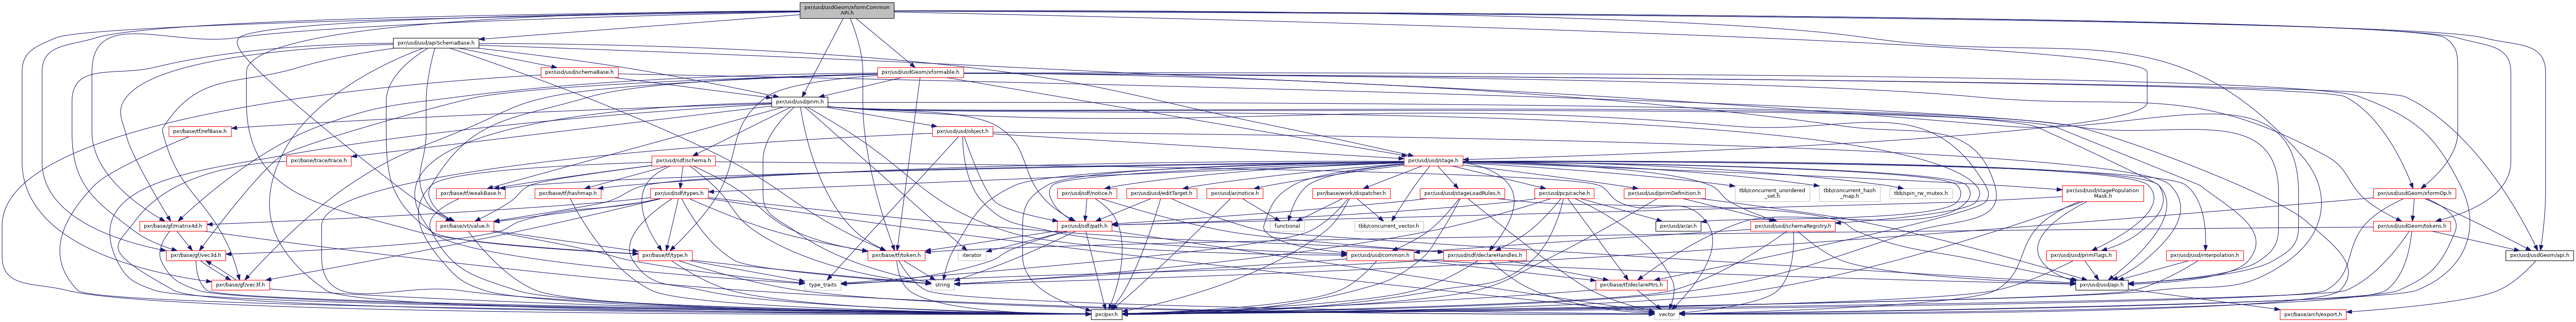 pxr/usd/usdGeom/xformCommon
API.h
pxr/usd/usd/apiSchemaBase.h
pxr/usd/usd/schemaBase.h
pxr/usd/usdGeom/xformable.h
pxr/usd/usd/prim.h
pxr/base/tf/refBase.h
pxr/usd/usd/object.h
pxr/base/trace/trace.h
pxr/usd/sdf/schema.h
pxr/usd/usd/stage.h
pxr/base/tf/weakBase.h
pxr/base/tf/hashmap.h
pxr/usd/sdf/types.h
pxr/usd/sdf/notice.h
pxr/usd/usd/editTarget.h
pxr/usd/ar/notice.h
pxr/base/work/dispatcher.h
pxr/usd/usd/stageLoadRules.h
pxr/usd/pcp/cache.h
pxr/usd/usd/primDefinition.h
tbb/concurrent_unordered
_set.h
tbb/concurrent_hash
_map.h
tbb/spin_rw_mutex.h
pxr/usd/usd/stagePopulation
Mask.h
pxr/usd/usdGeom/xformOp.h
pxr/base/gf/matrix4d.h
pxr/base/vt/value.h
pxr/usd/sdf/path.h
functional
tbb/concurrent_vector.h
pxr/usd/ar/ar.h
pxr/usd/usd/schemaRegistry.h
pxr/usd/usdGeom/tokens.h
pxr/base/gf/vec3d.h
pxr/base/tf/type.h
pxr/base/tf/token.h
iterator
pxr/usd/usd/common.h
pxr/usd/sdf/declareHandles.h
pxr/usd/usd/primFlags.h
pxr/usd/usd/interpolation.h
pxr/usd/usdGeom/api.h
pxr/base/gf/vec3f.h
type_traits
string
pxr/base/tf/declarePtrs.h
pxr/usd/usd/api.h
pxr/pxr.h
vector
pxr/base/arch/export.h